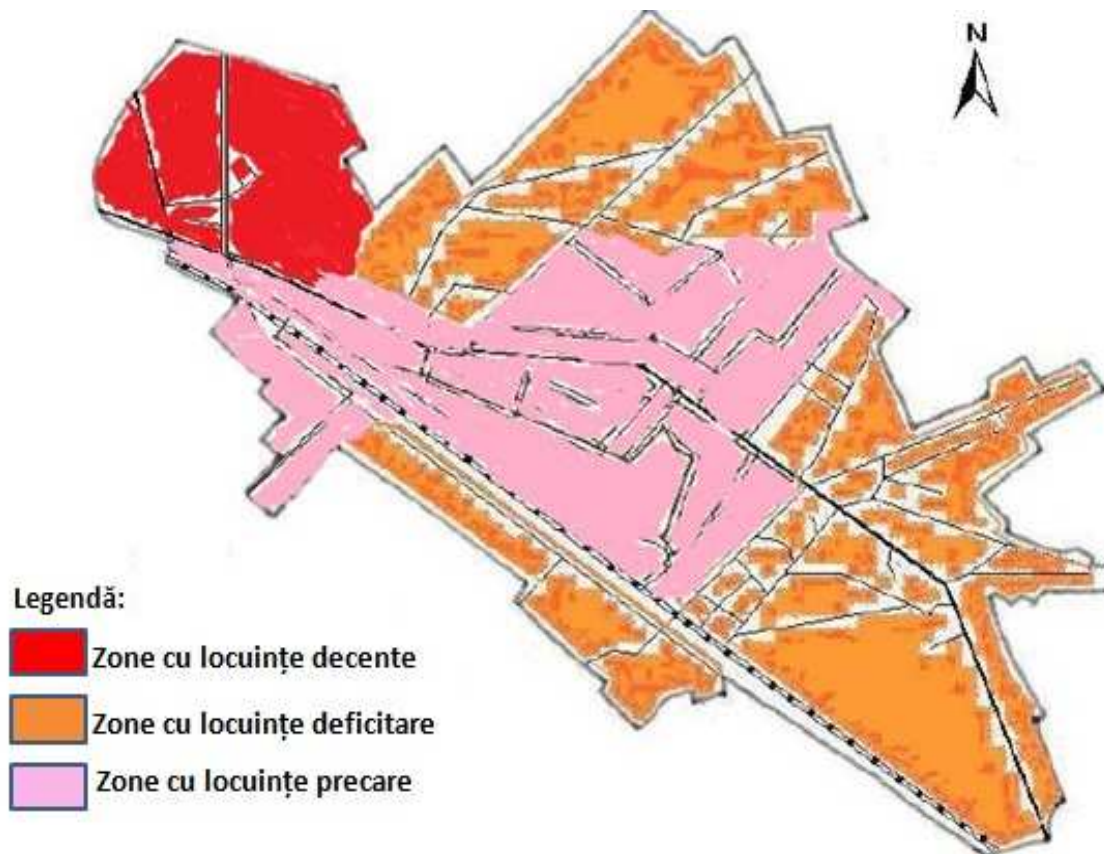 N
Legendă:
Zone cu locuințe decente
Zone cu locuințe deficitare
Zone cu locuințe precare